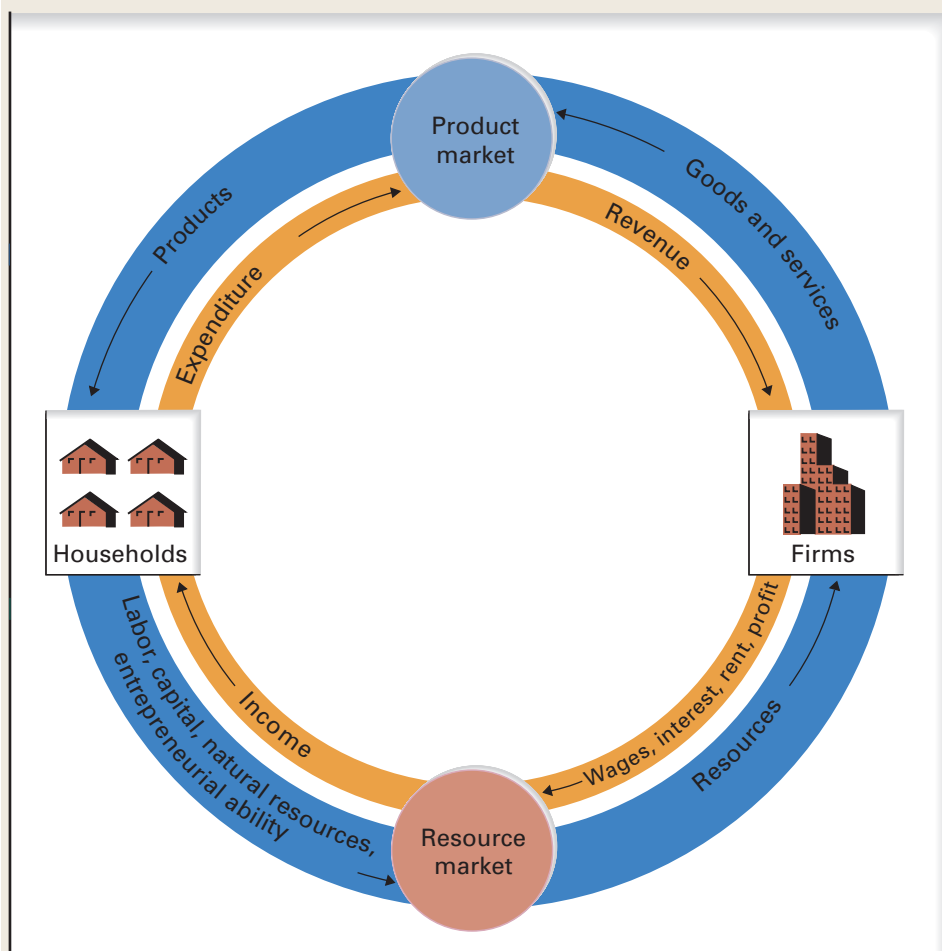 Product
market
Goods and services
Products
Revenue
Expenditure
Households
Firms
Labor, capital, natural resources,
entrepreneurial ability
Income
Wages, interest, rent, profit
Resources
Resource
market